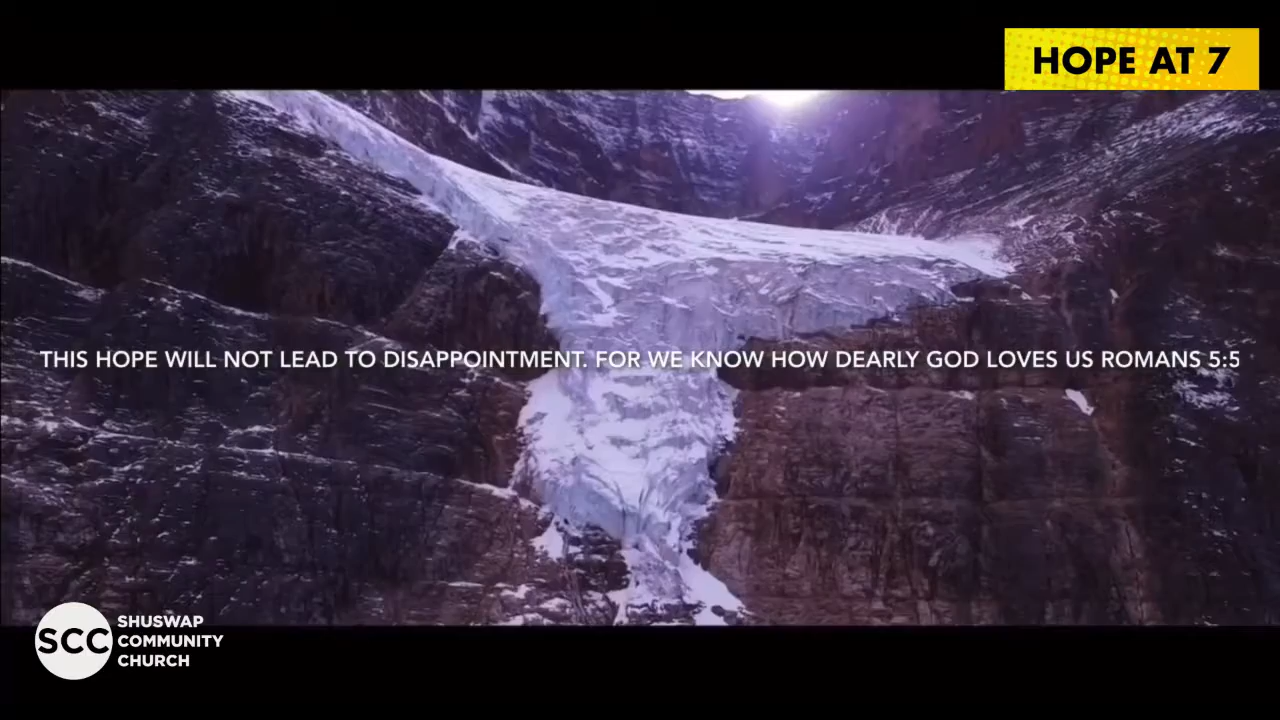 HOPE AT 7
THIS HOPE WILL NOT LEAD TO DISAPPOINTMENT. FOR WE KNOW HOW DEARLY GOD LOVES US ROMANS 5:5
SCC
SHUSWAP
COMMUNITY
CHURCH